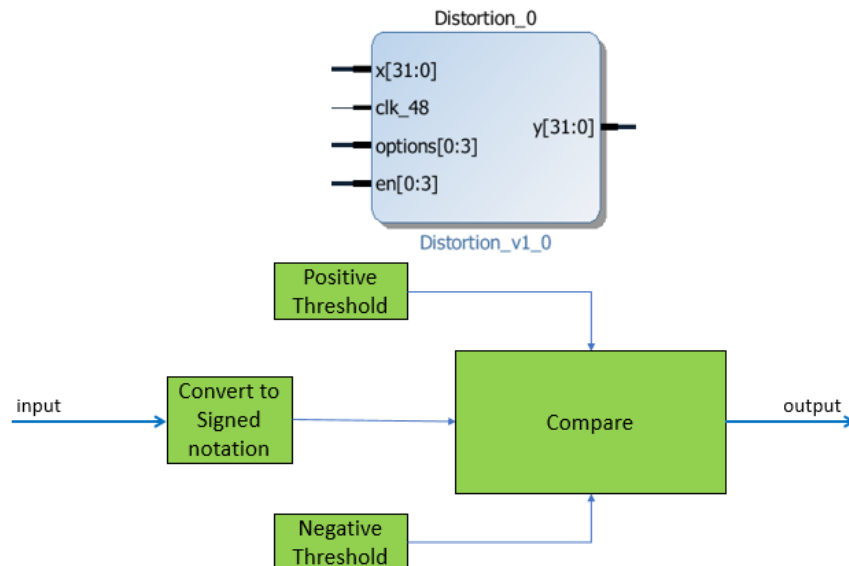 Distortion_0
x[31:0]
clk_48
y[31:0]
options[0:3]
en[0:3]
Distortion_v1_0
Positive
Threshold
input
Convert to
Signed
notation
Compare
output
Negative
Threshold